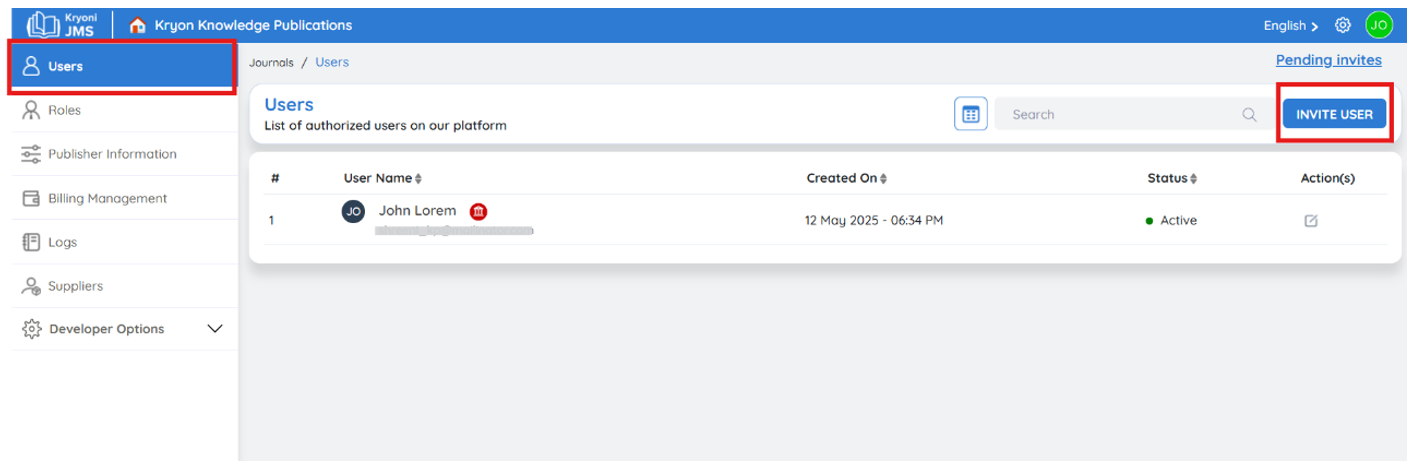 Kryoni
JMS
Kryon Knowledge Publications
English >
JO
Users
Roles
Publisher Information
Billing Management
Logs
Suppliers
Developer Options
Journals / Users
Pending invites
Users
List of authorized users on our platform
Search
INVITE USER
# User Name Created On Status Action(s)
1 JO John Lorem 12 May 2025 - 06:34 PM Active